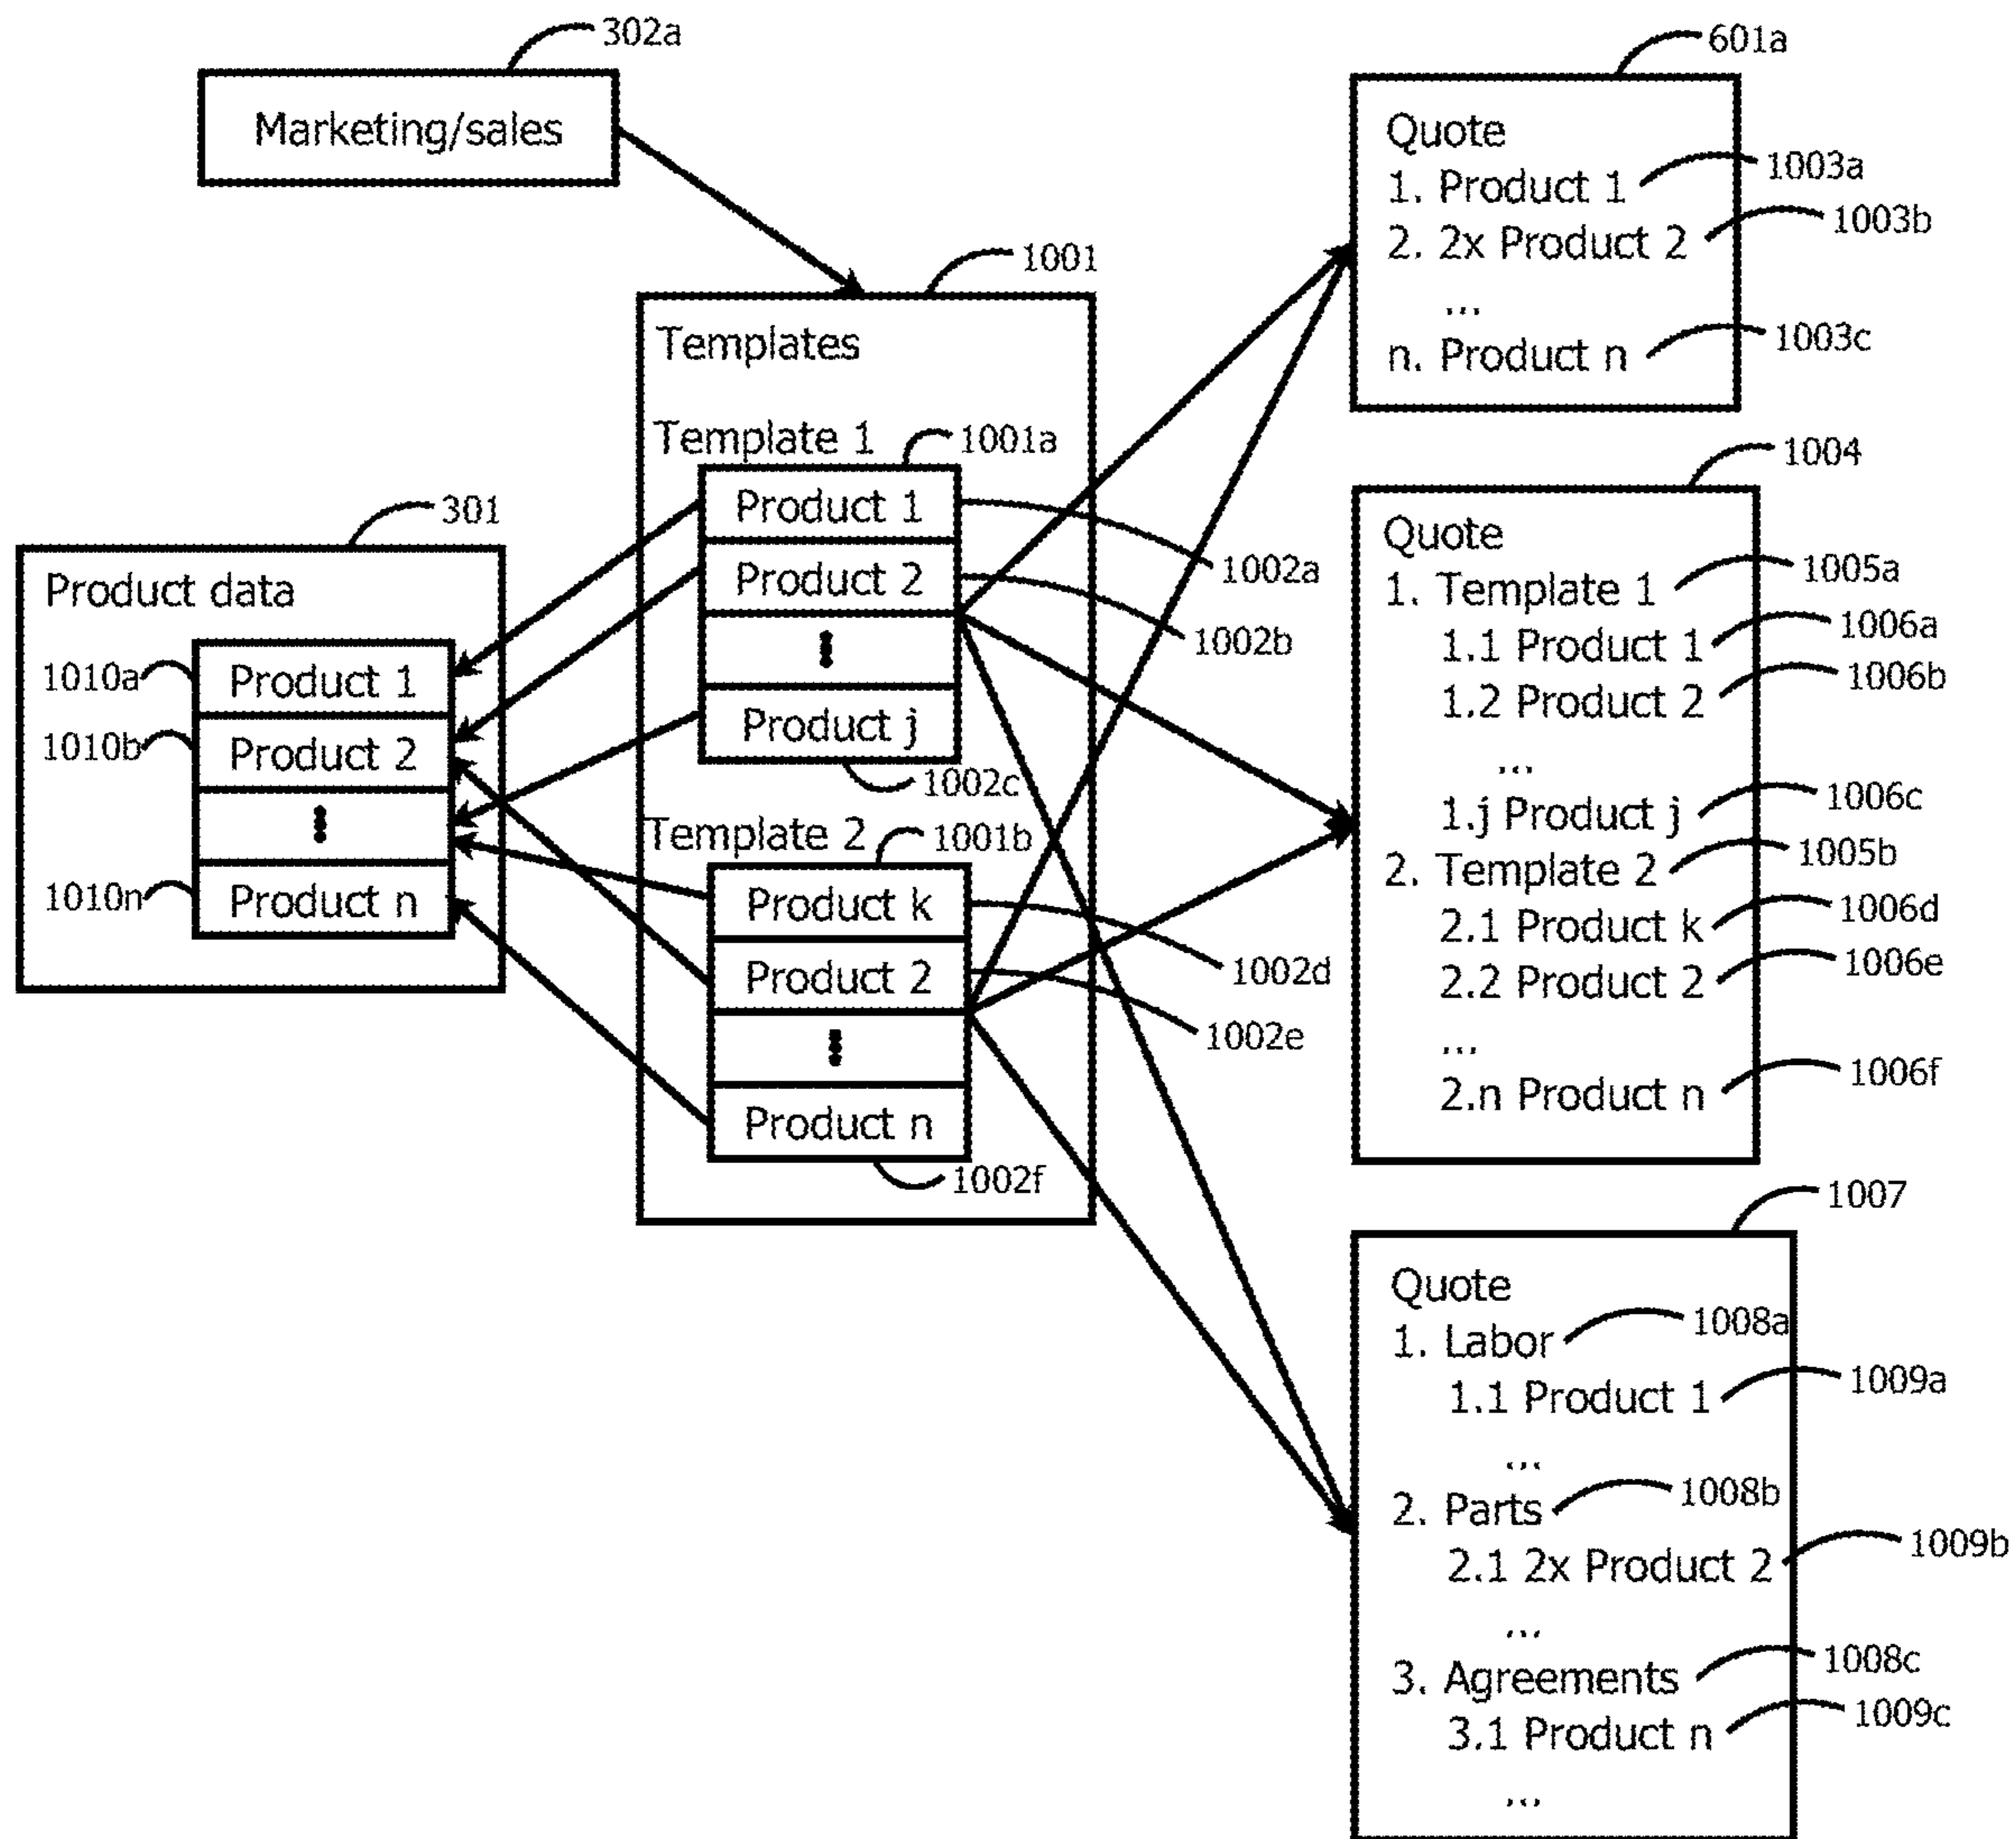 302a
Marketing/sales
1001
Templates
Template 1
1001a
Product 1
Product 2
⋮
Product j
1002a
1002b
1002c
Template 2
1001b
Product k
Product 2
⋮
Product n
1002d
1002e
1002f
301
Product data
1010a
Product 1
1010b
Product 2
⋮
1010n
Product n
601a
Quote
1. Product 1
1003a
2. 2x Product 2
1003b
...
n. Product n
1003c
1004
Quote
1. Template 1
1005a
1.1 Product 1
1006a
1.2 Product 2
1006b
...
1.j Product j
1006c
2. Template 2
1005b
2.1 Product k
1006d
2.2 Product 2
1006e
...
2.n Product n
1006f
1007
Quote
1. Labor
1008a
1.1 Product 1
1009a
...
2. Parts
1008b
2.1 2x Product 2
1009b
...
3. Agreements
1008c
3.1 Product n
1009c
...